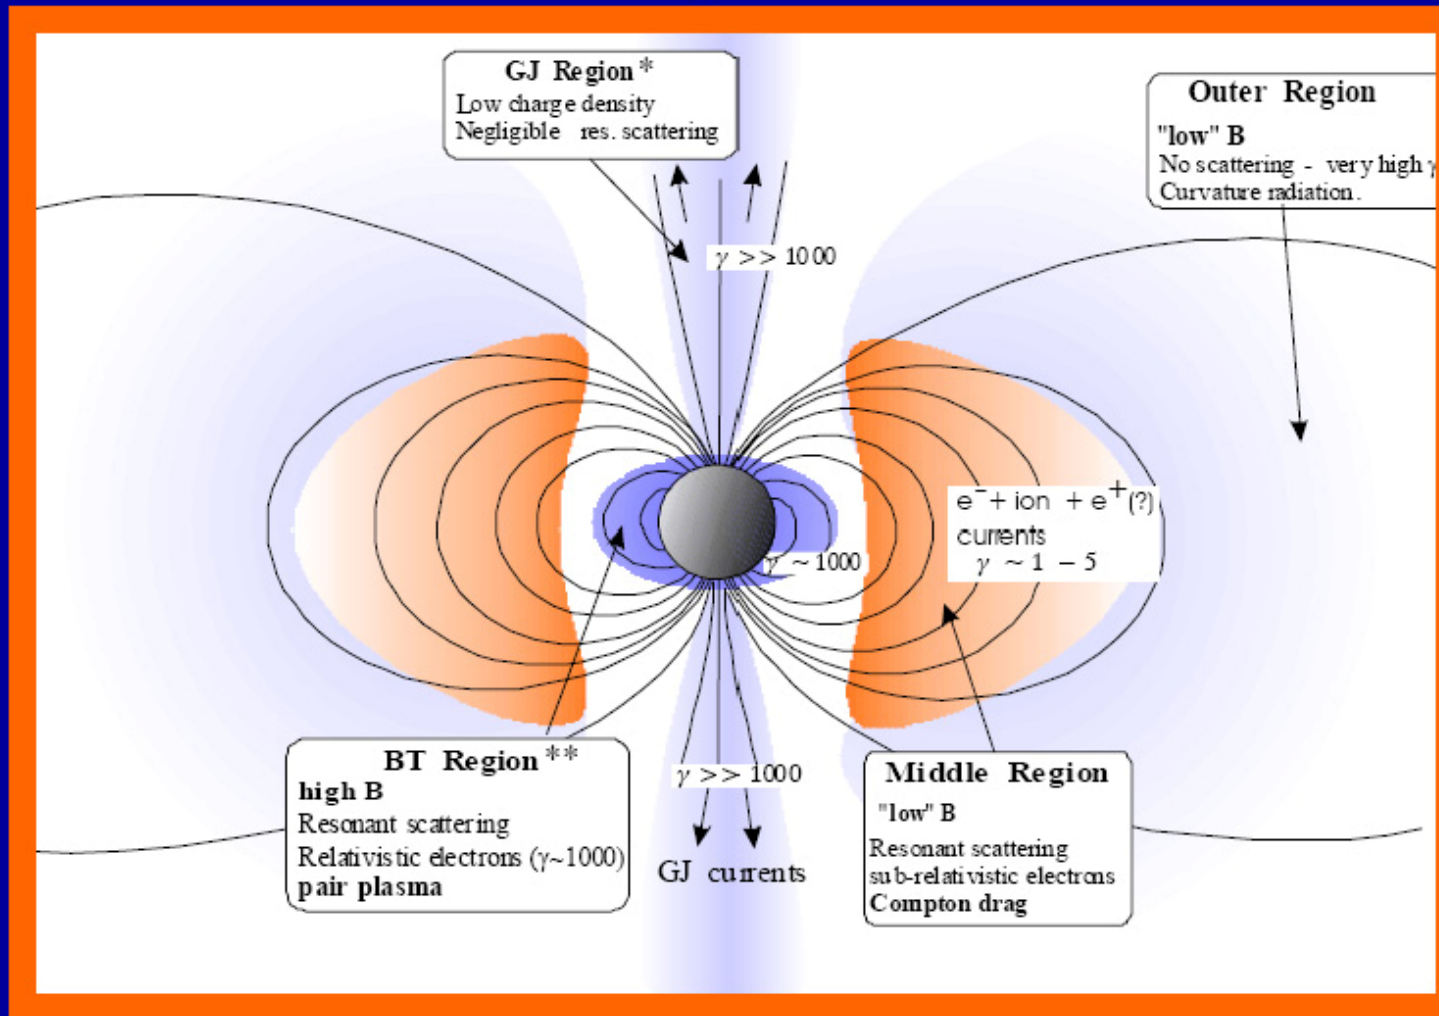 GJ Region*
Low charge density
Negligible res. scattering
Outer Region
"low" B
No scattering - very high γ
Curvature radiation.
γ >> 1000
e⁻ + ion + e⁺(?)
currents
γ ~ 1 - 5
γ ~ 1000
BT Region**
high B
Resonant scattering
Relativistic electrons (γ~1000)
pair plasma
γ >> 1000
GJ currents
Middle Region
"low" B
Resonant scattering
sub-relativistic electrons
Compton drag